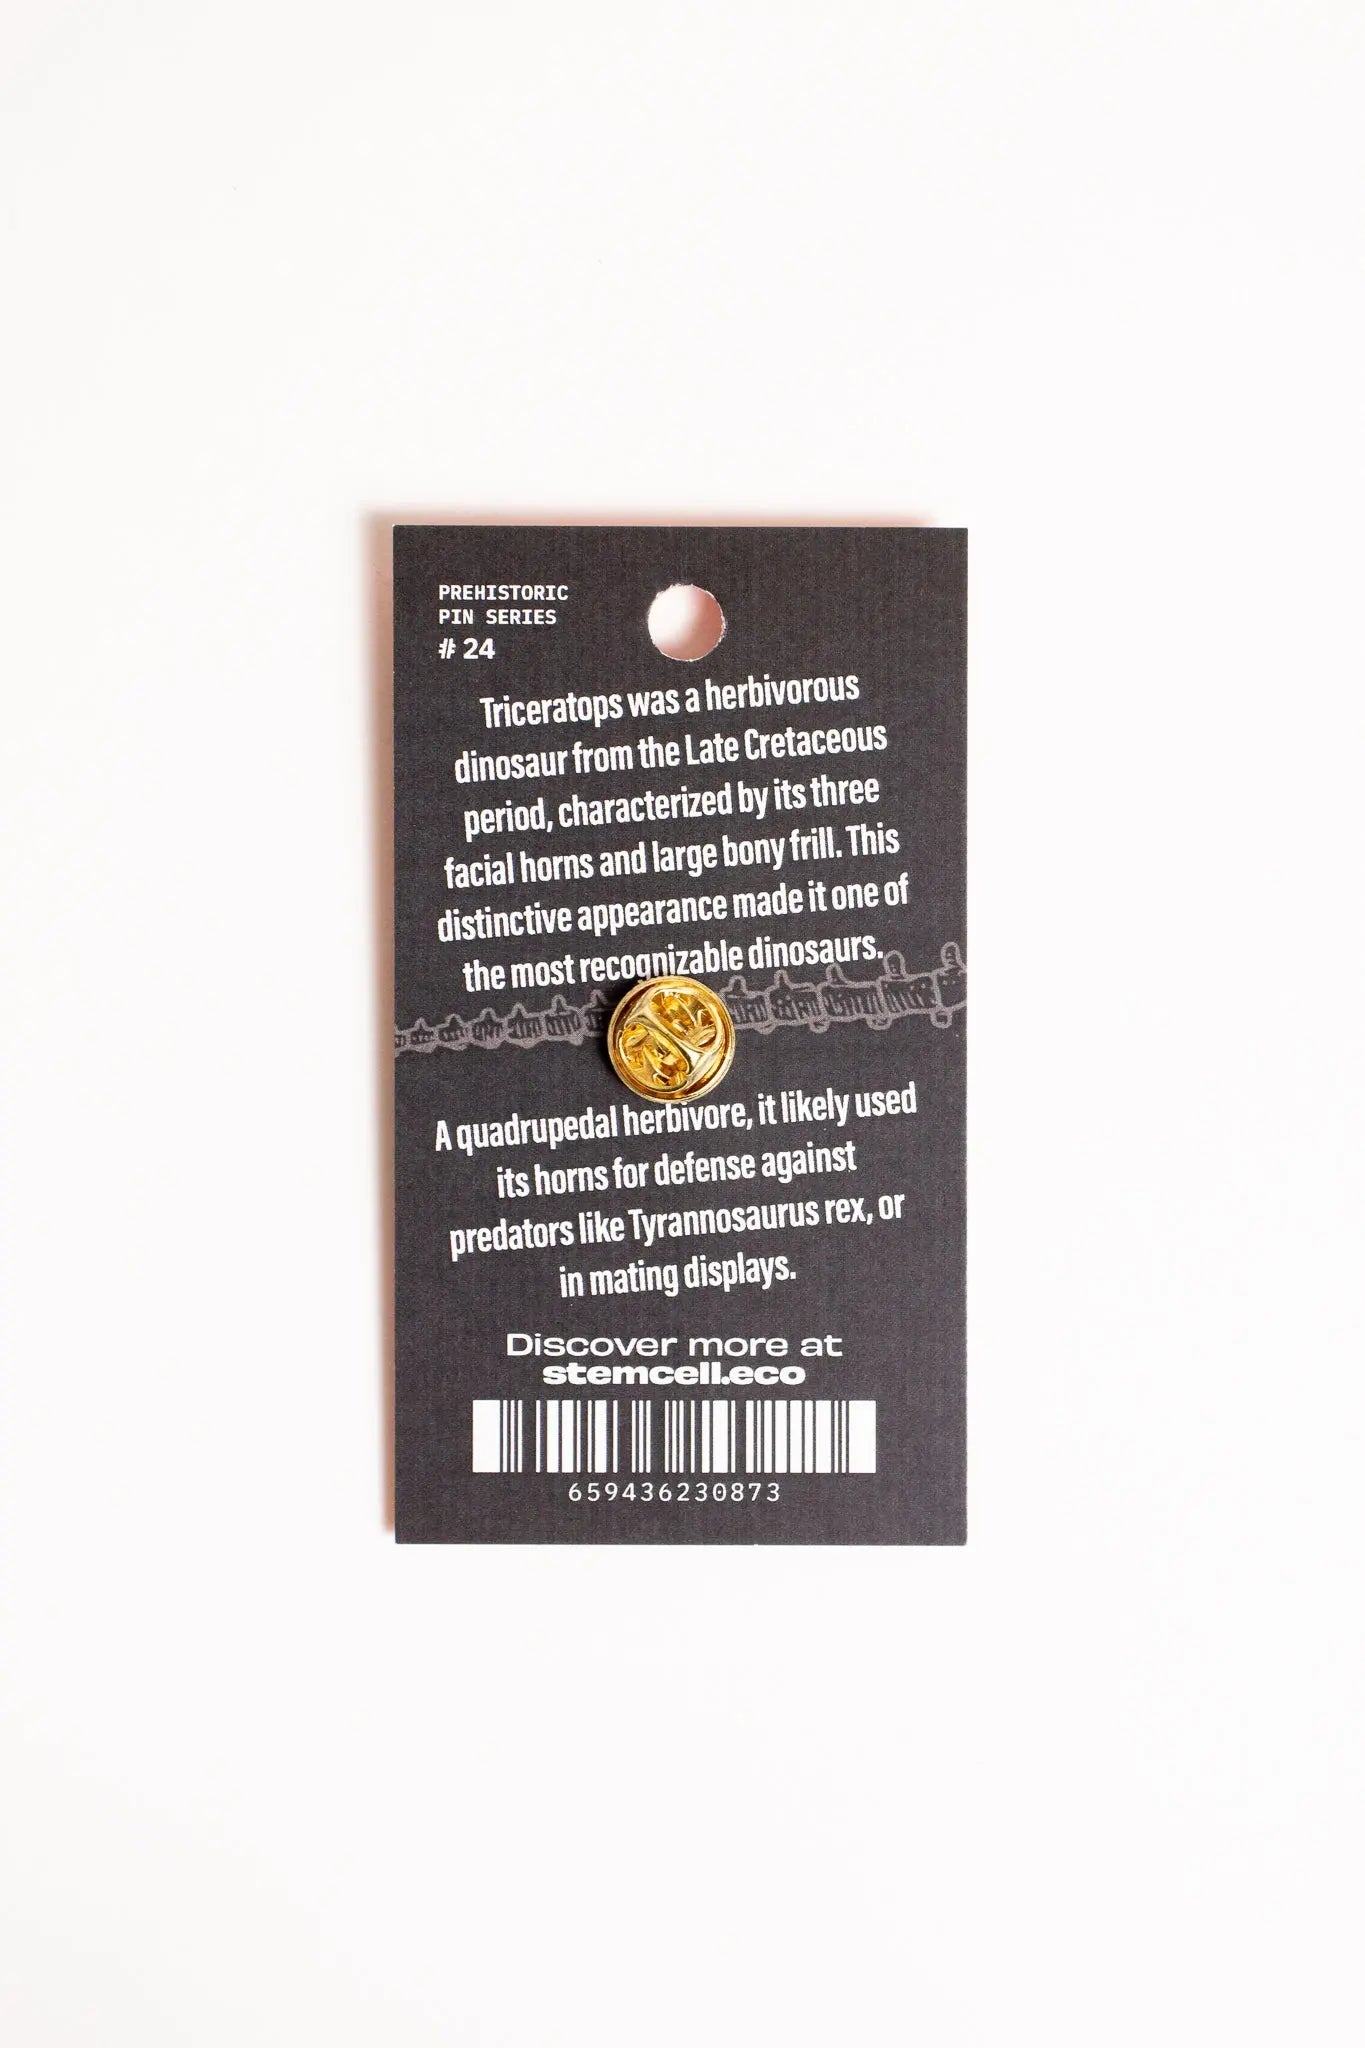 PREHISTORIC
PIN SERIES
# 24
Triceratops was a herbivorous
dinosaur from the Late Cretaceous
period, characterized by its three
facial horns and large bony frill. This
distinctive appearance made it one of
the most recognizable dinosaurs.
A quadrupedal herbivore, it likely used
its horns for defense against
predators like Tyrannosaurus rex, or
in mating displays.
Discover more at
stemcell.eco
659436230873